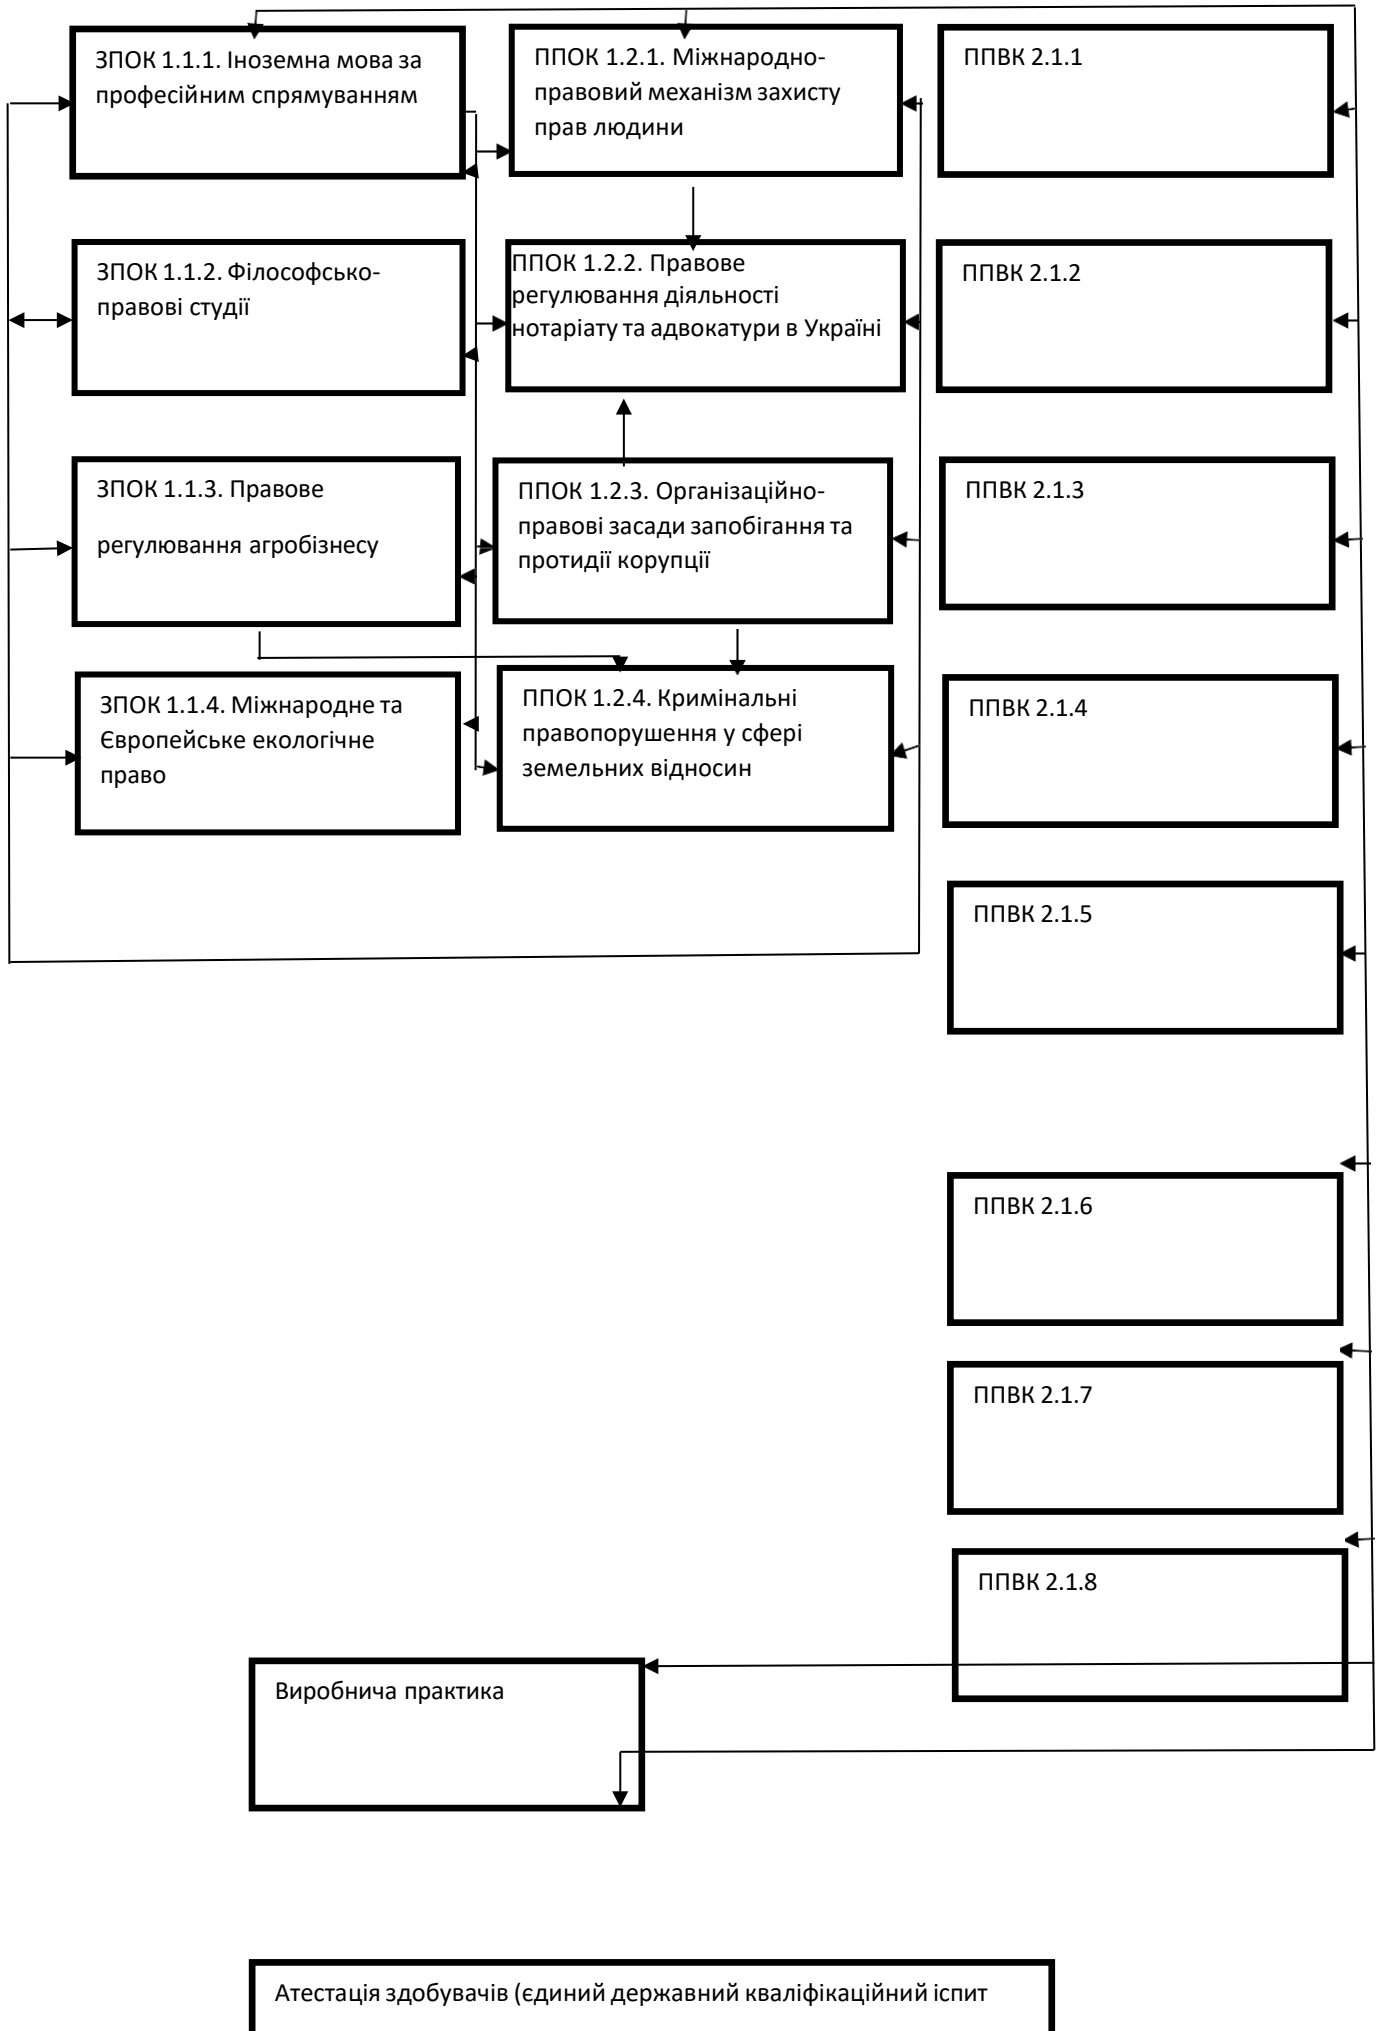 ЗПОК 1.1.1. Іноземна мова за
професійним спрямуванням
ППОК 1.2.1. Міжнародно-
правовий механізм захисту
прав людини
ППВК 2.1.1
ЗПОК 1.1.2. Філософсько-
правові студії
ППОК 1.2.2. Правове
регулювання діяльності
нотаріату та адвокатури в Україні
ППВК 2.1.2
ЗПОК 1.1.3. Правове
регулювання агробізнесу
ППОК 1.2.3. Організаційно-
правові засади запобігання та
протидії корупції
ППВК 2.1.3
ЗПОК 1.1.4. Міжнародне та
Європейське екологічне
право
ППОК 1.2.4. Кримінальні
правопорушення у сфері
земельних відносин
ППВК 2.1.4
ППВК 2.1.5
ППВК 2.1.6
ППВК 2.1.7
ППВК 2.1.8
Виробнича практика
Атестація здобувачів (єдиний державний кваліфікаційний іспит